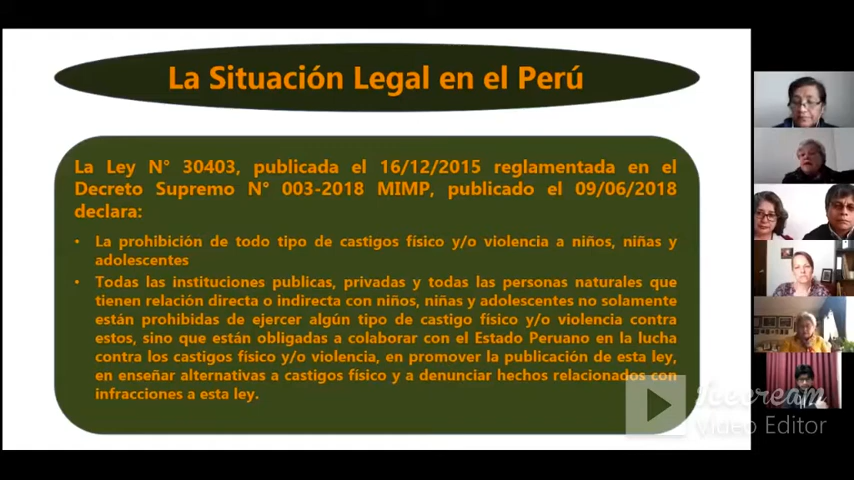 La Situación Legal en el Perú
La Ley N° 30403, publicada el 16/12/2015 reglamentada en el
Decreto Supremo N° 003-2018 MIMP, publicado el 09/06/2018
declara:
• La prohibición de todo tipo de castigos físico y/o violencia a niños, niñas y
adolescentes
• Todas las instituciones publicas, privadas y todas las personas naturales que
tienen relación directa o indirecta con niños, niñas y adolescentes no solamente
están prohibidas de ejercer algún tipo de castigo físico y/o violencia contra
estos, sino que están obligadas a colaborar con el Estado Peruano en la lucha
contra los castigos físico y/o violencia, en promover la publicación de esta ley,
en enseñar alternativas a castigos físico y a denunciar hechos relacionados con
infracciones a esta ley.
Icecream
Video Editor